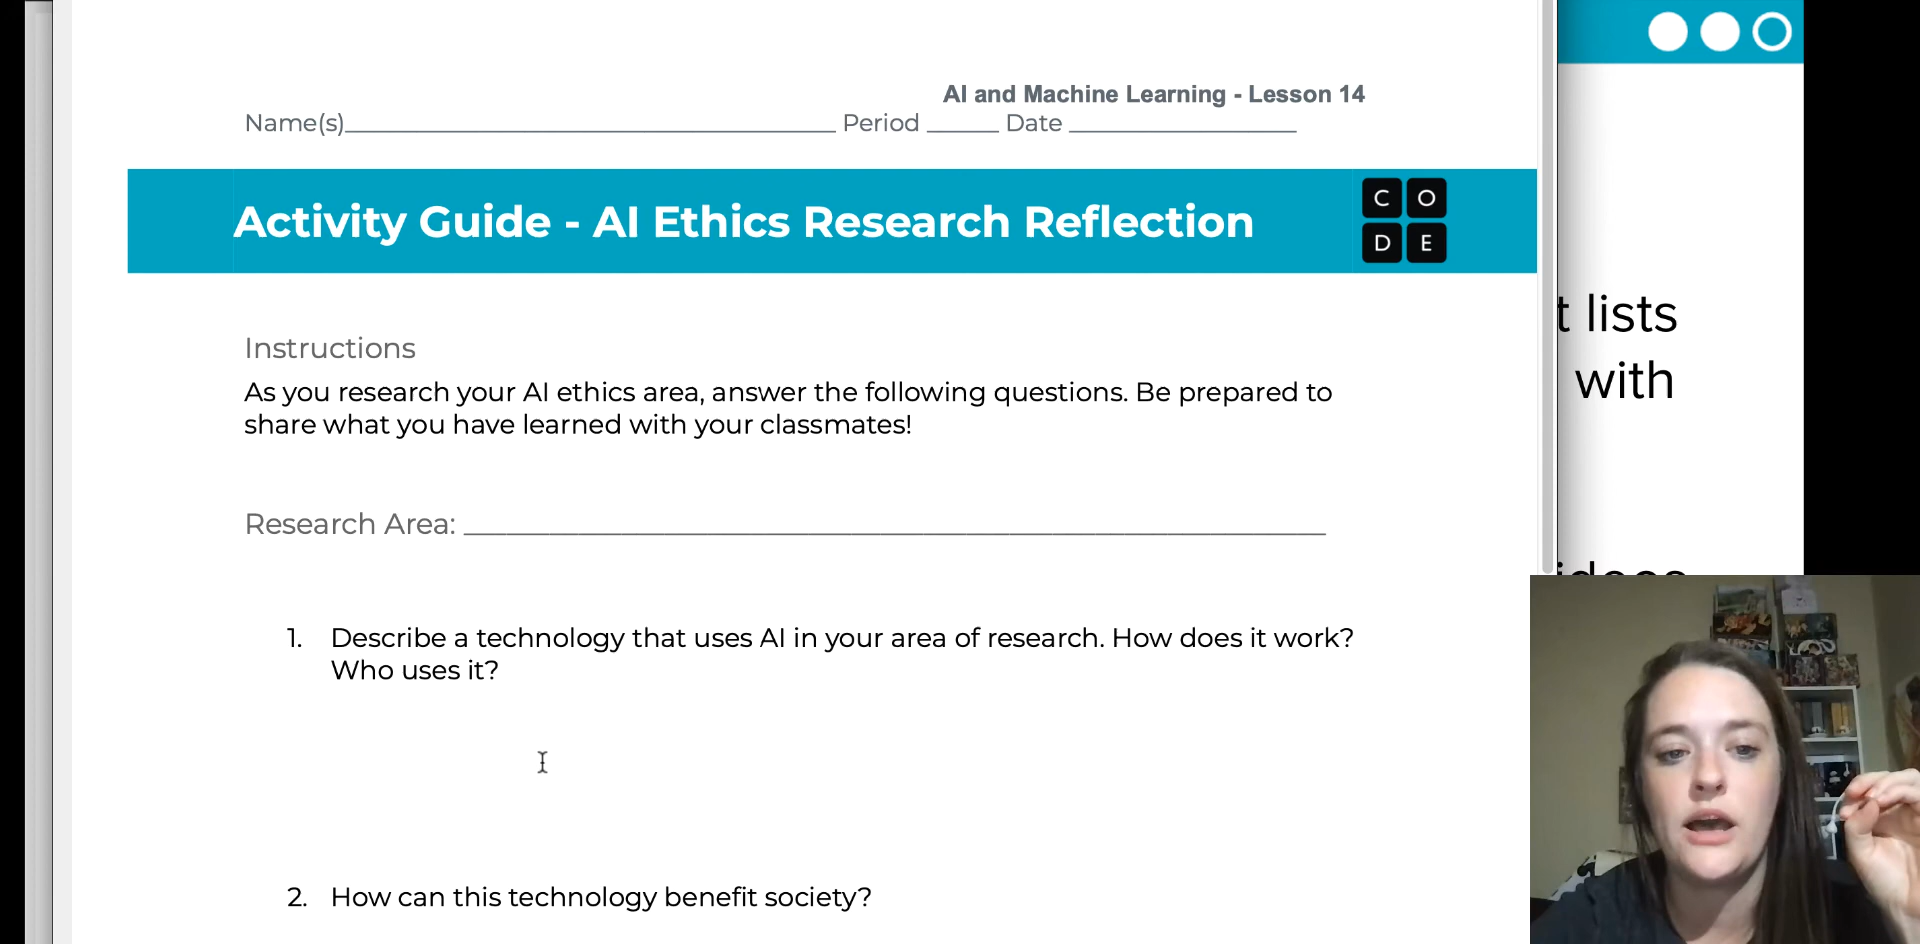 AI and Machine Learning - Lesson 14
Name(s)___________________________________ Period _____ Date ________________
Activity Guide - AI Ethics Research Reflection
C O
D E
Instructions
As you research your AI ethics area, answer the following questions. Be prepared to
share what you have learned with your classmates!
Research Area: ____________________________________________________________
1. Describe a technology that uses AI in your area of research. How does it work?
Who uses it?
2. How can this technology benefit society?
t lists
with